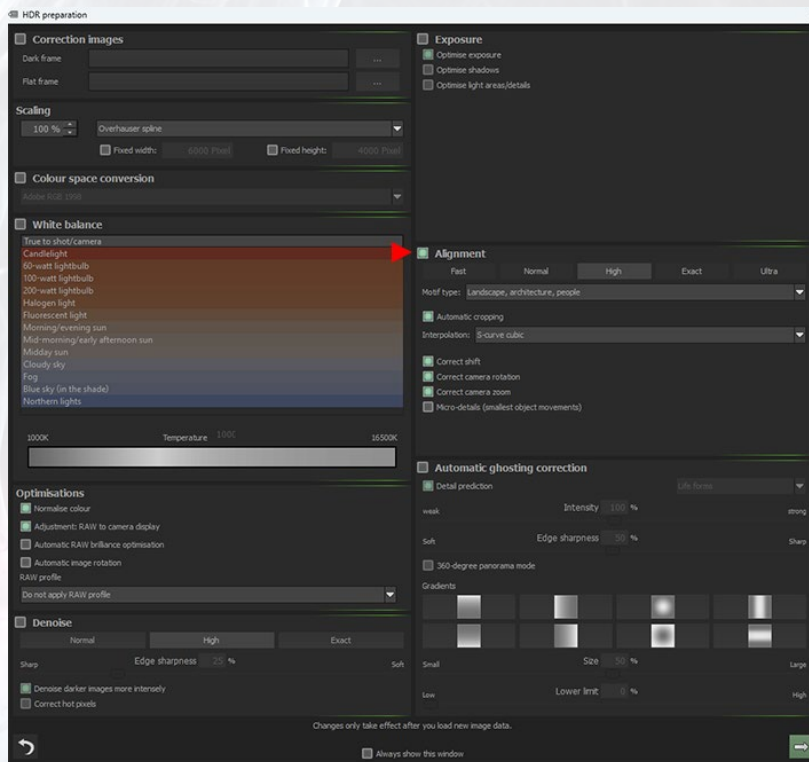 HDR preparation
Correction images
Dark frame
...
Flat frame
...
Scaling
100 %
Overhauser spline
Fixed width:
6000 Pixel
Fixed height:
4000 Pixel
Colour space conversion
Adobe RGB 1998
White balance
True to shot/camera
Candlelight
60-watt lightbulb
100-watt lightbulb
200-watt lightbulb
Halogen light
Fluorescent light
Morning/evening sun
Mid-morning/early afternoon sun
Midday sun
Cloudy sky
Fog
Blue sky (in the shade)
Northern lights
1000K
Temperature
1000
16500K
Optimisations
Normalise colour
Adjustment: RAW to camera display
Automatic RAW brilliance optimisation
Automatic image rotation
RAW profile
Do not apply RAW profile
Denoise
Normal
High
Exact
Sharp
Edge sharpness 25 %
Soft
Denoise darker images more intensely
Correct hot pixels
Exposure
Optimise exposure
Optimise shadows
Optimise light areas/details
Alignment
Fast
Normal
High
Exact
Ultra
Motif type: Landscape, architecture, people
Automatic cropping
Interpolation: S-curve cubic
Correct shift
Correct camera rotation
Correct camera zoom
Micro-details (smallest object movements)
Automatic ghosting correction
Detail prediction
Life forms
weak
Intensity 100 %
strong
Soft
Edge sharpness 50 %
Sharp
360-degree panorama mode
Gradients
Small
Size 50 %
Large
Low
Lower limit 0 %
High
Changes only take effect after you load new image data.
Always show this window